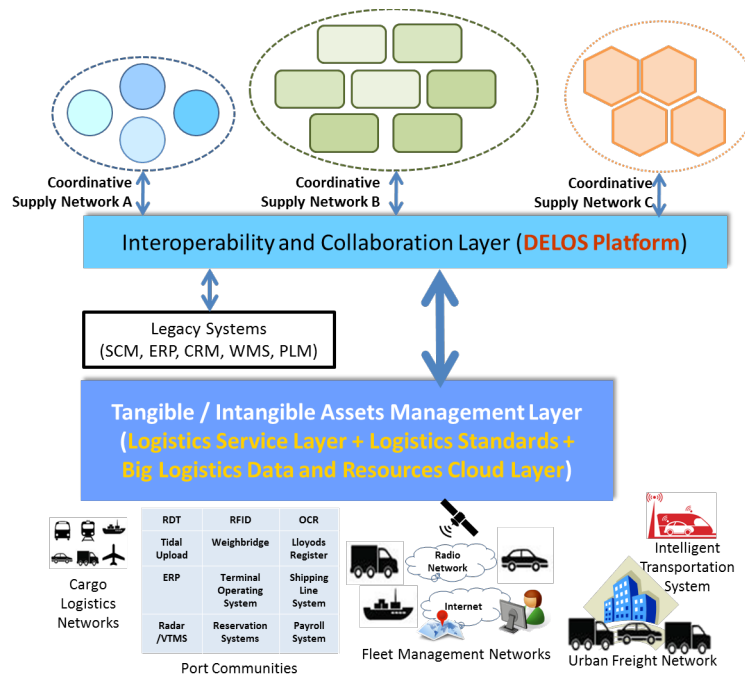 Coordinative
Supply Network A
Coordinative
Supply Network B
Coordinative
Supply Network C
Interoperability and Collaboration Layer (DELOS Platform)
Legacy Systems
(SCM, ERP, CRM, WMS, PLM)
Tangible / Intangible Assets Management Layer
(Logistics Service Layer + Logistics Standards +
Big Logistics Data and Resources Cloud Layer)
Cargo
Logistics
Networks
RDT RFID OCR
Tidal
Upload
Weighbridge
Lloyods
Register
ERP
Terminal
Operating
System
Shipping
Line
System
Radar
/VTMS
Reservation
Systems
Payroll
System
Port Communities
Radio
Network
Internet
Fleet Management Networks
Intelligent
Transportation
System
Urban Freight Network